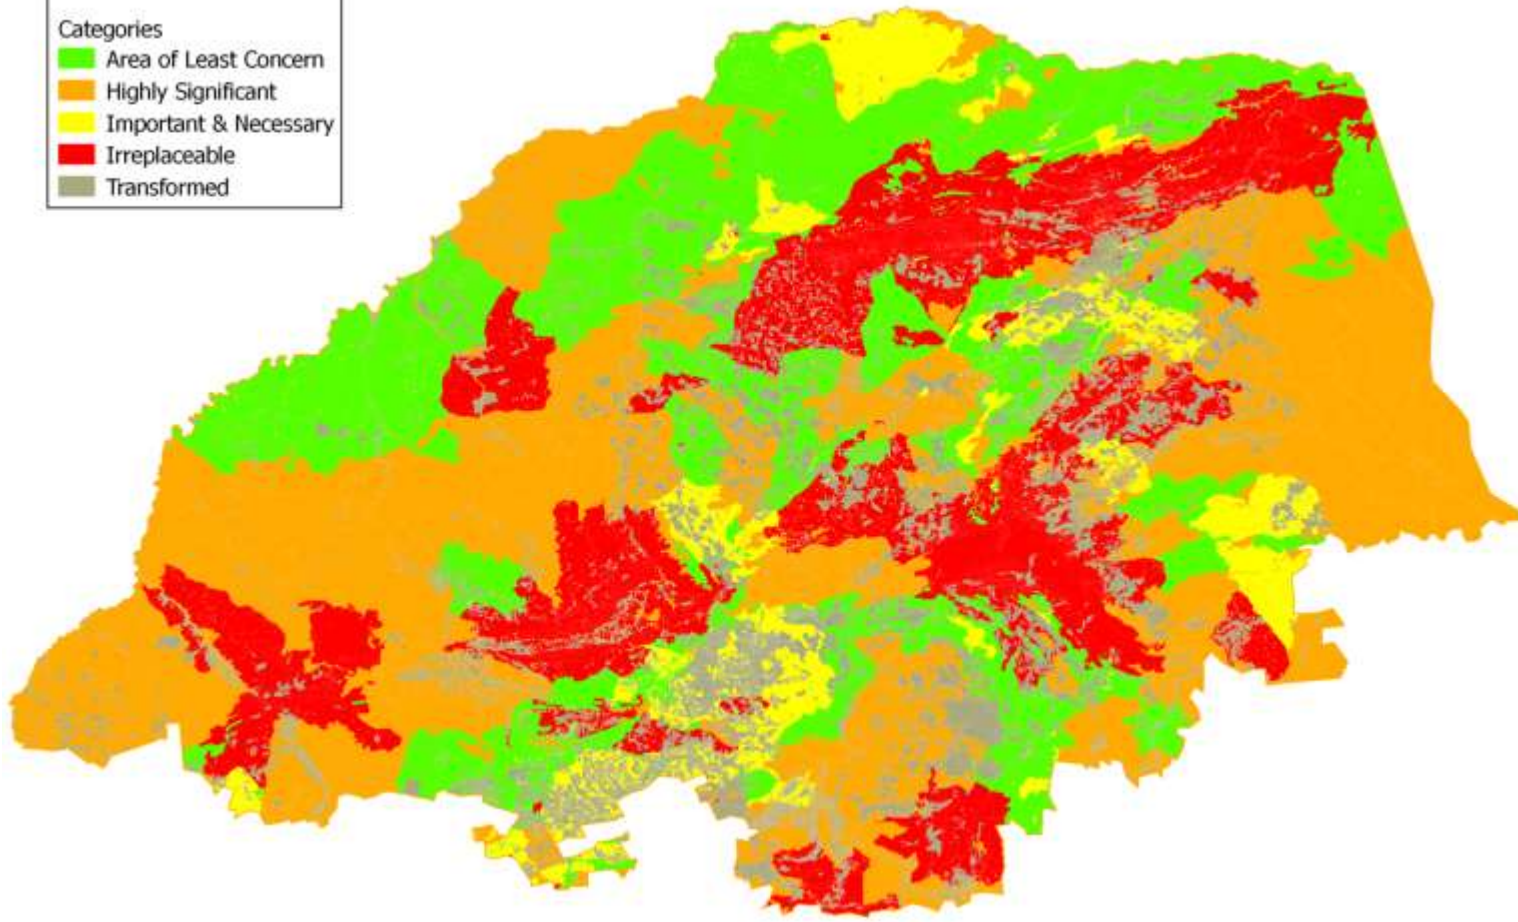 Categories
Area of Least Concern
Highly Significant
Important & Necessary
Irreplaceable
Transformed